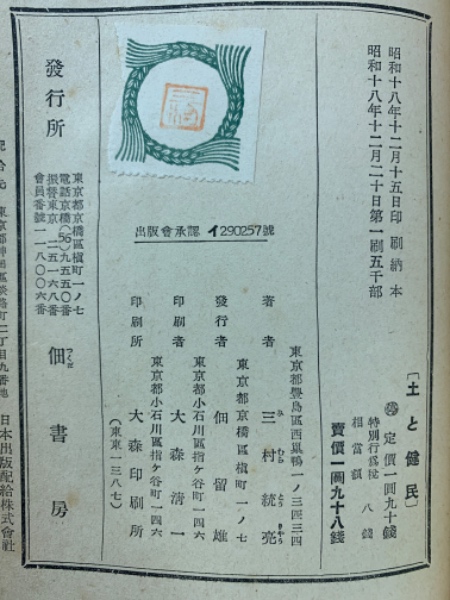 昭和十八年十二月十五日印刷納本
昭和十八年十二月二十日第一刷五千部
〔土と健民〕
定價一圓九十錢
特別行爲税
相當額 八錢
賣價一圓九十八錢
出版會承認 イ290257號
東京都豊島區西巣鴨一ノ三四三四
著者 三村統亮
東京都京橋區槇町一ノ七
發行者 佃留雄
東京都小石川區指ヶ谷町一四六
印刷者 大森清一
東京都小石川區指ヶ谷町一四六
印刷所 大森印刷所
(東東一三八七)
發行所
東京都京橋區槇町一ノ七
電話京橋(56)九五五〇番
振替東京二五一六八番
會員番號一一八〇〇六番
佃書房
つくだ
配給元 東京都神田區淡路町二丁目九番地 日本出版配給株式會社